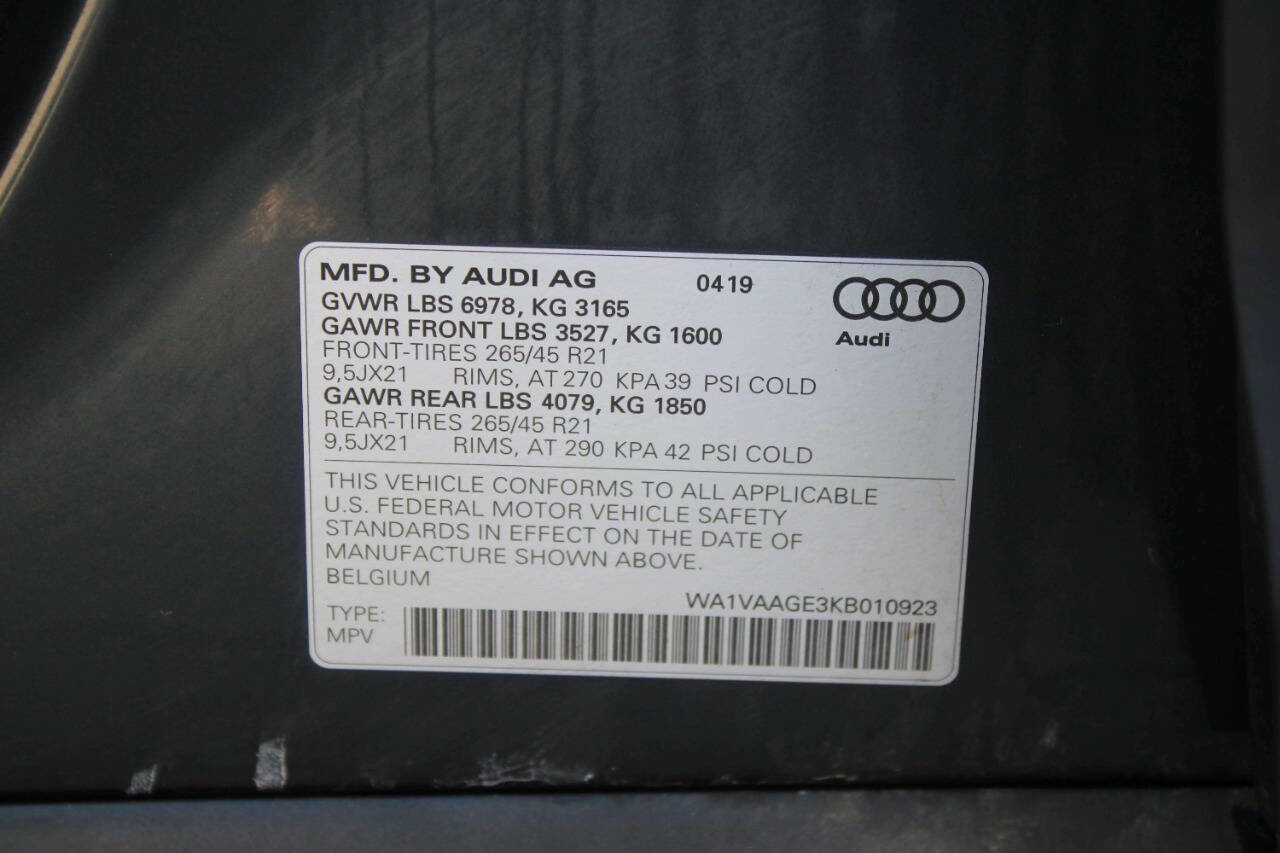 MFD. BY AUDI AG 0419
GVWR LBS 6978, KG 3165
GAWR FRONT LBS 3527, KG 1600
Audi
FRONT-TIRES 265/45 R21
9,5JX21 RIMS, AT 270 KPA 39 PSI COLD
GAWR REAR LBS 4079, KG 1850
REAR-TIRES 265/45 R21
9,5JX21 RIMS, AT 290 KPA 42 PSI COLD
THIS VEHICLE CONFORMS TO ALL APPLICABLE
U.S. FEDERAL MOTOR VEHICLE SAFETY
STANDARDS IN EFFECT ON THE DATE OF
MANUFACTURE SHOWN ABOVE.
BELGIUM
WA1VAAGE3KB010923
TYPE:
MPV